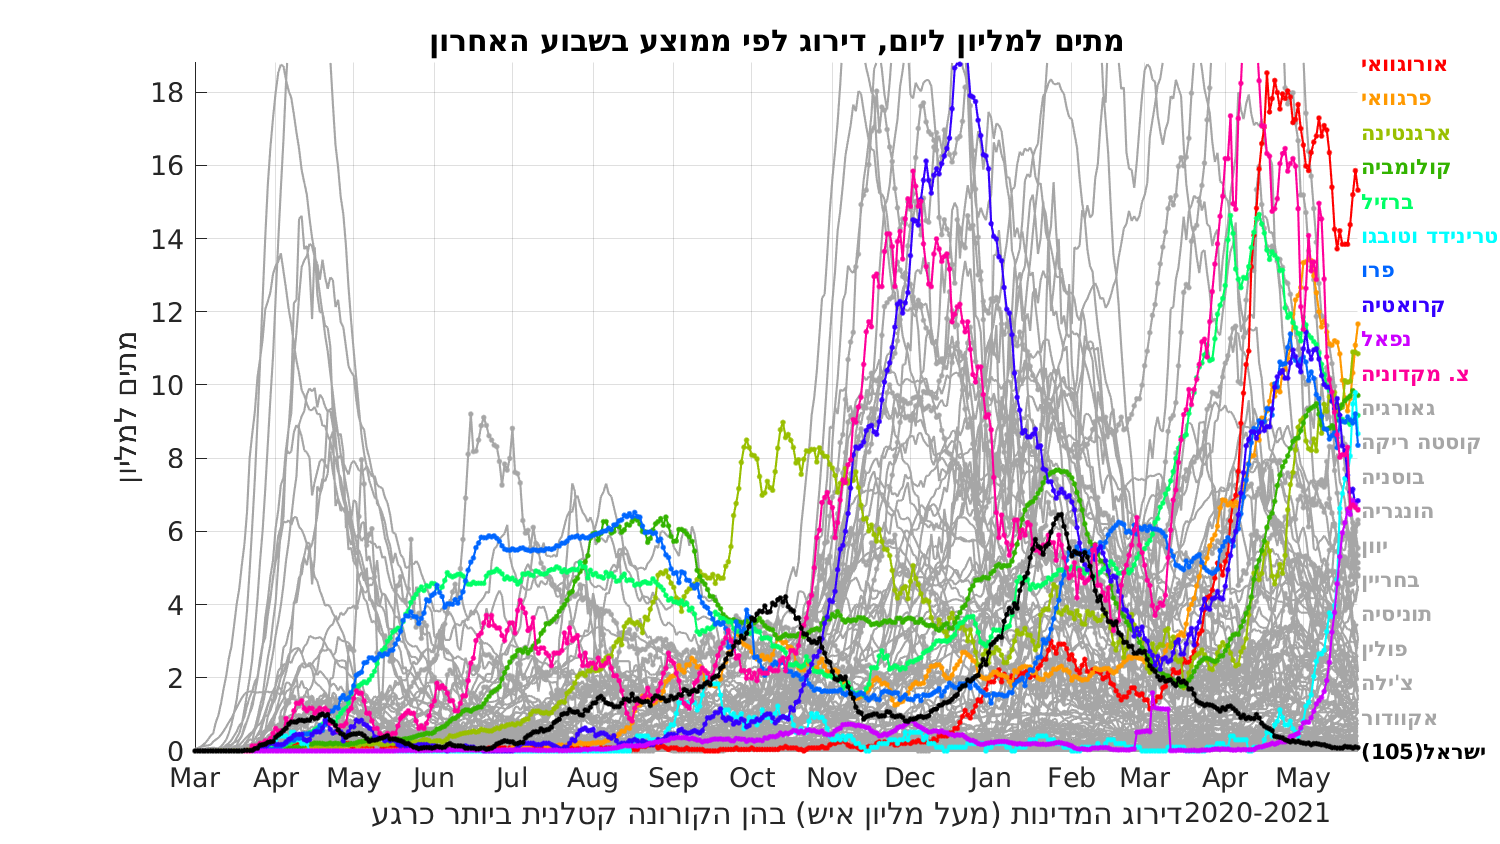 מתים למליון ליום, דירוג לפי ממוצע בשבוע האחרון
מתים למליון
18
16
14
12
10
8
6
4
2
0
Mar Apr May Jun Jul Aug Sep Oct Nov Dec Jan Feb Mar Apr May
דירוג המדינות (מעל מליון איש) בהן הקורונה קטלנית ביותר כרגע2020-2021
אורוגוואי
פרגוואי
ארגנטינה
קולומביה
ברזיל
טרינידד וטובגו
פרו
קרואטיה
נפאל
צ. מקדוניה
גאורגיה
קוסטה ריקה
בוסניה
הונגריה
יוון
בחריין
תוניסיה
פולין
צ'ילה
אקוודור
ישראל(105)